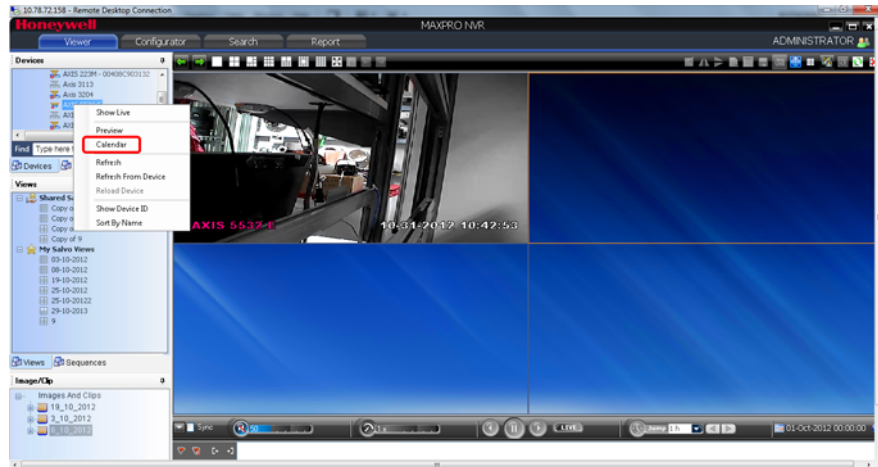 10.78.72.158 - Remote Desktop Connection
Honeywell
MAXPRO NVR
Viewer
Configurator
Search
Report
ADMINISTRATOR
Devices
AXIS 223M - 00408C903132
Axis 3113
Axis 3204
Show Live
Preview
Calendar
Refresh
Refresh From Device
Reload Device
Show Device ID
Sort By Name
Find
Type here
Devices
Views
Shared
Copy
Copy
Copy
Copy of 9
My Salvo Views
03-10-2012
08-10-2012
19-10-2012
25-10-2012
25-10-20122
29-10-2013
9
Views
Sequences
Image/Clip
Images And Clips
19_10_2012
3_10_2012
8_10_2012
10-31-2012 10:42:53
Sync
50
1 x
LIVE
Jump
1 h
01-Oct-2012 00:00:00